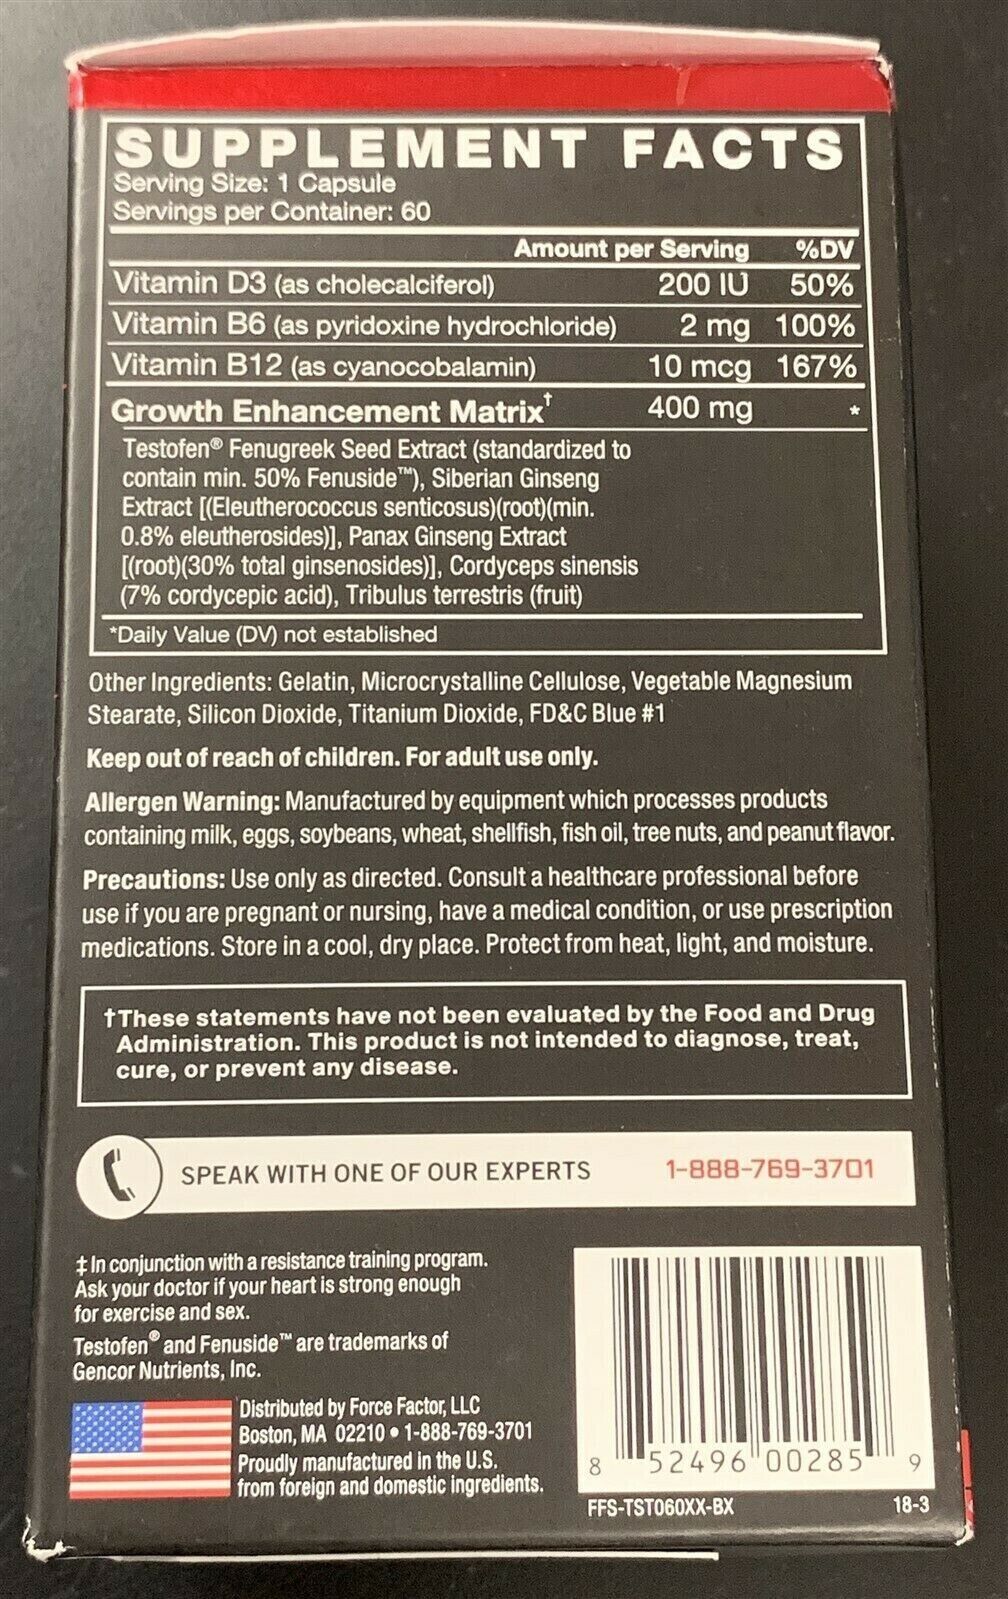 SUPPLEMENT FACTS
Serving Size: 1 Capsule
Servings per Container: 60
Amount per Serving %DV
Vitamin D3 (as cholecalciferol) 200 IU 50%
Vitamin B6 (as pyridoxine hydrochloride) 2 mg 100%
Vitamin B12 (as cyanocobalamin) 10 mcg 167%
Growth Enhancement Matrix† 400 mg *
Testofen® Fenugreek Seed Extract (standardized to
contain min. 50% Fenuside™), Siberian Ginseng
Extract [(Eleutherococcus senticosus)(root)(min.
0.8% eleutherosides)], Panax Ginseng Extract
[(root)(30% total ginsenosides)], Cordyceps sinensis
(7% cordycepic acid), Tribulus terrestris (fruit)
*Daily Value (DV) not established
Other Ingredients: Gelatin, Microcrystalline Cellulose, Vegetable Magnesium
Stearate, Silicon Dioxide, Titanium Dioxide, FD&C Blue #1
Keep out of reach of children. For adult use only.
Allergen Warning: Manufactured by equipment which processes products
containing milk, eggs, soybeans, wheat, shellfish, fish oil, tree nuts, and peanut flavor.
Precautions: Use only as directed. Consult a healthcare professional before
use if you are pregnant or nursing, have a medical condition, or use prescription
medications. Store in a cool, dry place. Protect from heat, light, and moisture.
†These statements have not been evaluated by the Food and Drug
Administration. This product is not intended to diagnose, treat,
cure, or prevent any disease.
SPEAK WITH ONE OF OUR EXPERTS 1-888-769-3701
‡ In conjunction with a resistance training program.
Ask your doctor if your heart is strong enough
for exercise and sex.
Testofen® and Fenuside™ are trademarks of
Gencor Nutrients, Inc.
Distributed by Force Factor, LLC
Boston, MA 02210 • 1-888-769-3701
Proudly manufactured in the U.S.
from foreign and domestic ingredients.
8 52496 00285 9
FFS-TST060XX-BX 18-3